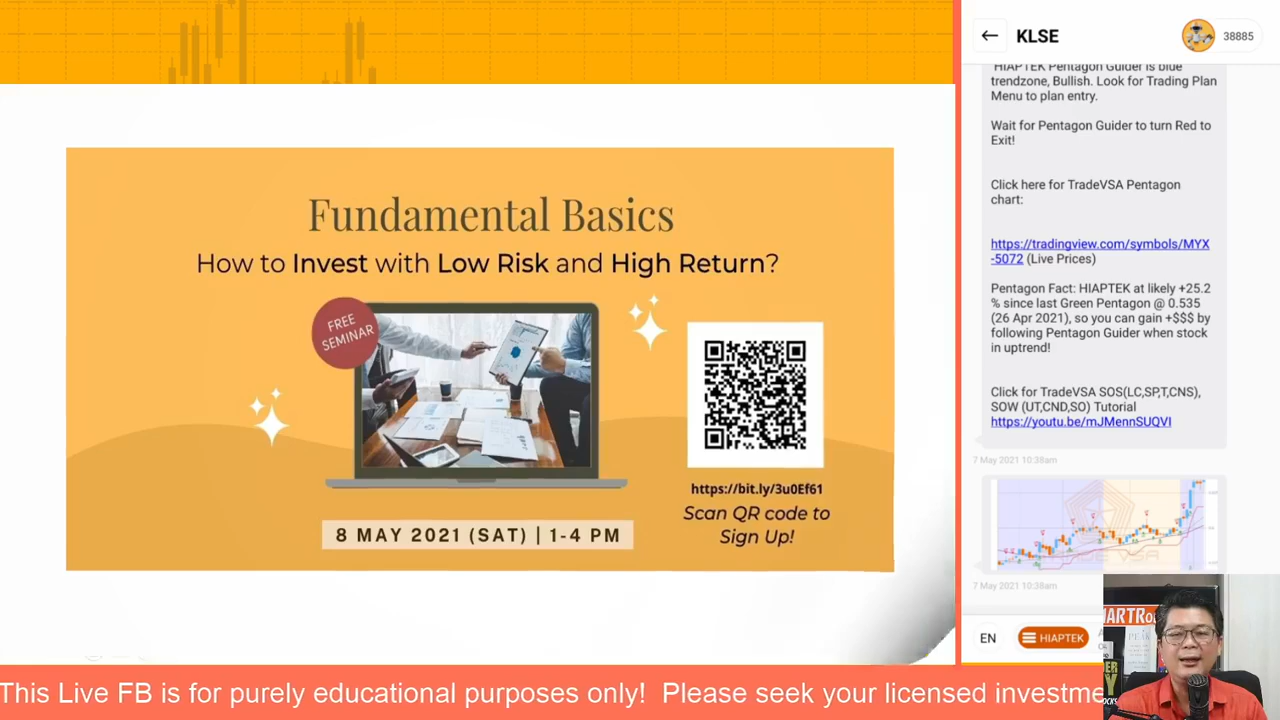 Fundamental Basics
How to Invest with Low Risk and High Return?
FREE
SEMINAR
https://bit.ly/3u0Ef61
Scan QR code to
Sign Up!
8 MAY 2021 (SAT) | 1-4 PM
KLSE
38885
HIAPTEK Pentagon Guider is blue
trendzone, Bullish. Look for Trading Plan
Menu to plan entry.
Wait for Pentagon Guider to turn Red to
Exit!
Click here for TradeVSA Pentagon
chart:
https://tradingview.com/symbols/MYX
-5072 (Live Prices)
Pentagon Fact: HIAPTEK at likely +25.2
% since last Green Pentagon @ 0.535
(26 Apr 2021), so you can gain +$$$ by
following Pentagon Guider when stock
in uptrend!
Click for TradeVSA SOS(LC,SPT,CNS),
SOW (UT,CND,SO) Tutorial
https://youtu.be/mJMennSUQVI
7 May 2021 10:38am
TRADE VSA
7 May 2021 10:38am
EN
HIAPTEK
This Live FB is for purely educational purposes only! Please seek your licensed investme